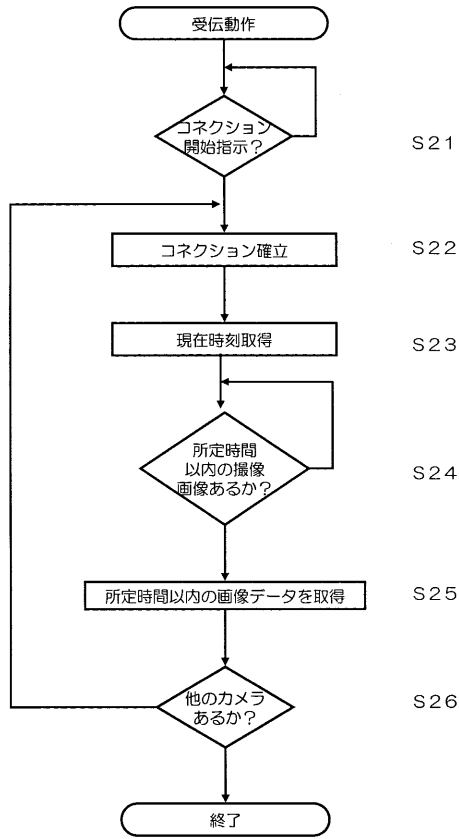 受伝動作
コネクション
開始指示？
S21
コネクション確立
S22
現在時刻取得
S23
所定時間
以内の撮像
画像あるか？
S24
所定時間以内の画像データを取得
S25
他のカメラ
あるか？
S26
終了